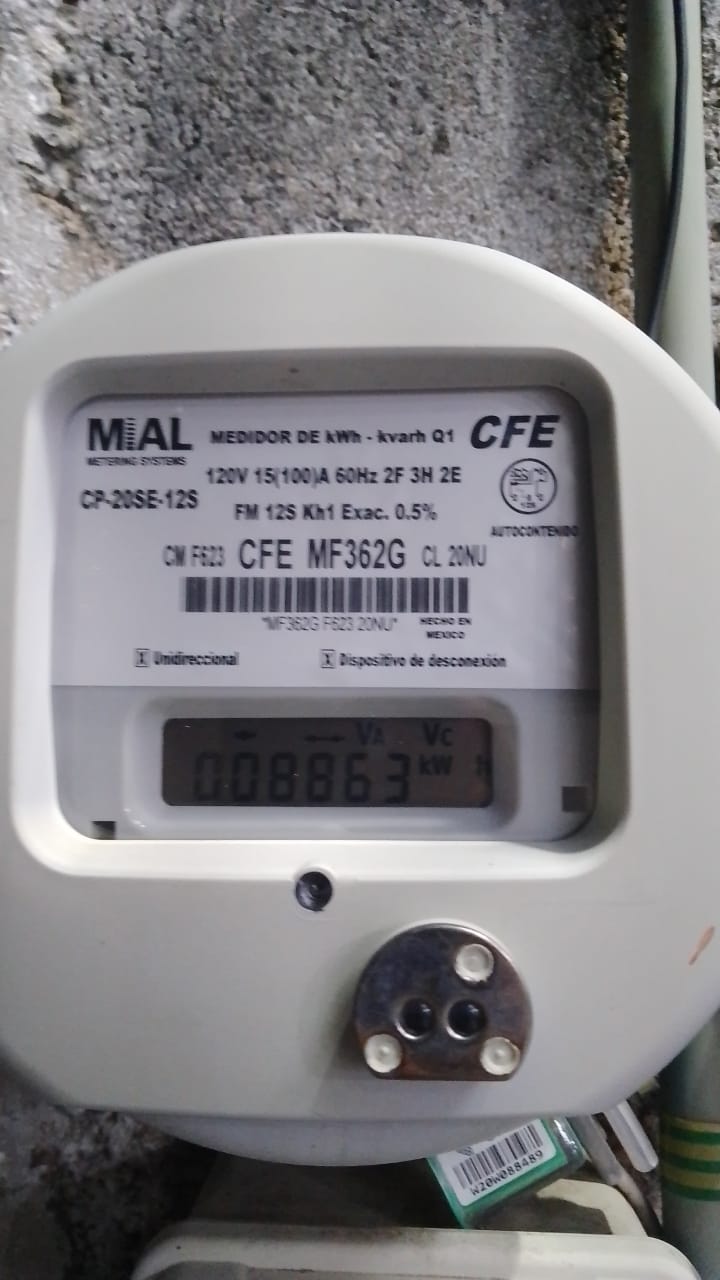 MIAL
METERING SYSTEMS
MEDIDOR DE kWh - kvarh Q1
CFE
120V 15(100)A 60Hz 2F 3H 2E
CP-20SE-12S
FM 12S Kh1 Exac. 0.5%
AUTOCONTENIDO
CM F623 CFE MF362G CL 20NU
*MF362G F623 20NU*
HECHO EN
MEXICO
X Unidireccional
X Dispositivo de desconexión
VA VC
008863 kW h
W20W088489